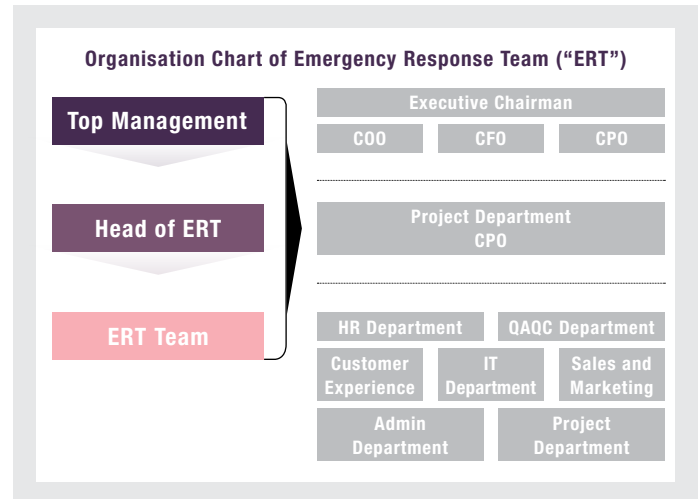 Organisation Chart of Emergency Response Team (“ERT”)
Top Management
Head of ERT
ERT Team
Executive Chairman
COO
CFO
CPO
Project Department
CPO
HR Department
QAQC Department
Customer
Experience
IT
Department
Sales and
Marketing
Admin
Department
Project
Department